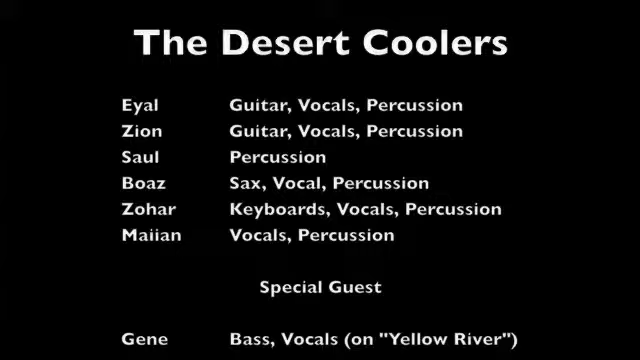 The Desert Coolers
Eyal Guitar, Vocals, Percussion
Zion Guitar, Vocals, Percussion
Saul Percussion
Boaz Sax, Vocal, Percussion
Zohar Keyboards, Vocals, Percussion
Maiian Vocals, Percussion
Special Guest
Gene Bass, Vocals (on "Yellow River")